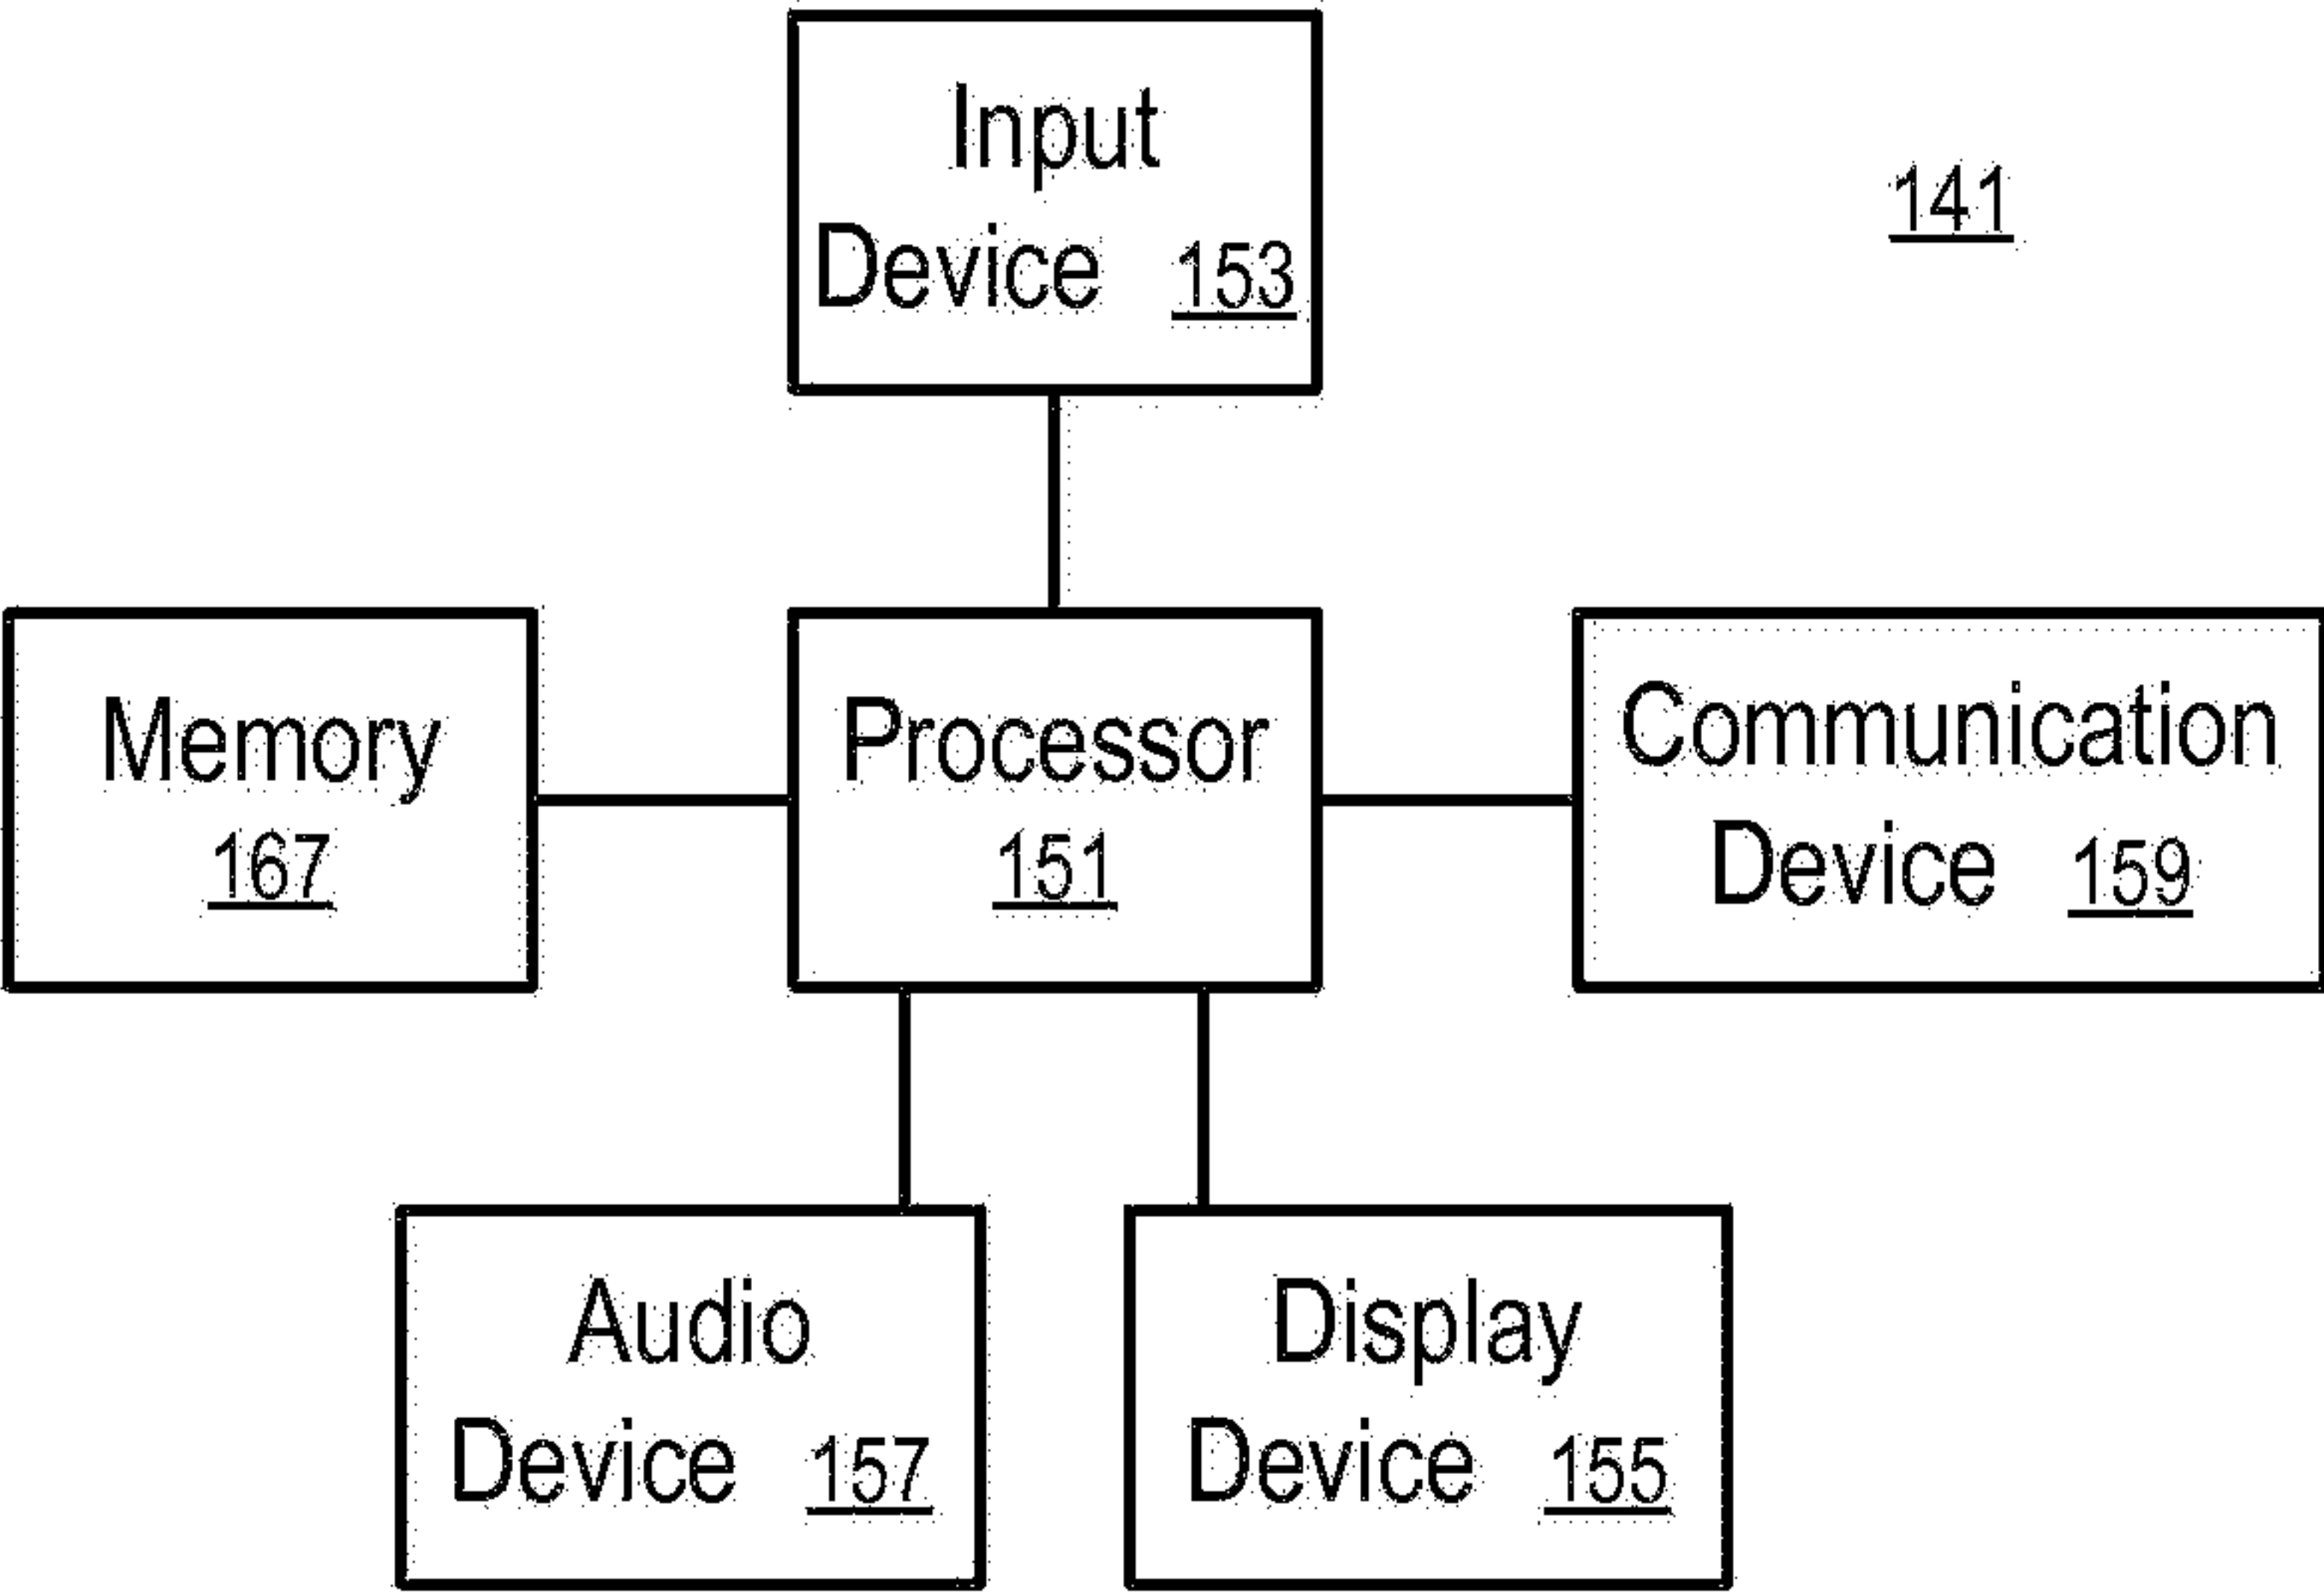 Input
Device 153
141
Memory
167
Processor
151
Communication
Device 159
Audio
Device 157
Display
Device 155